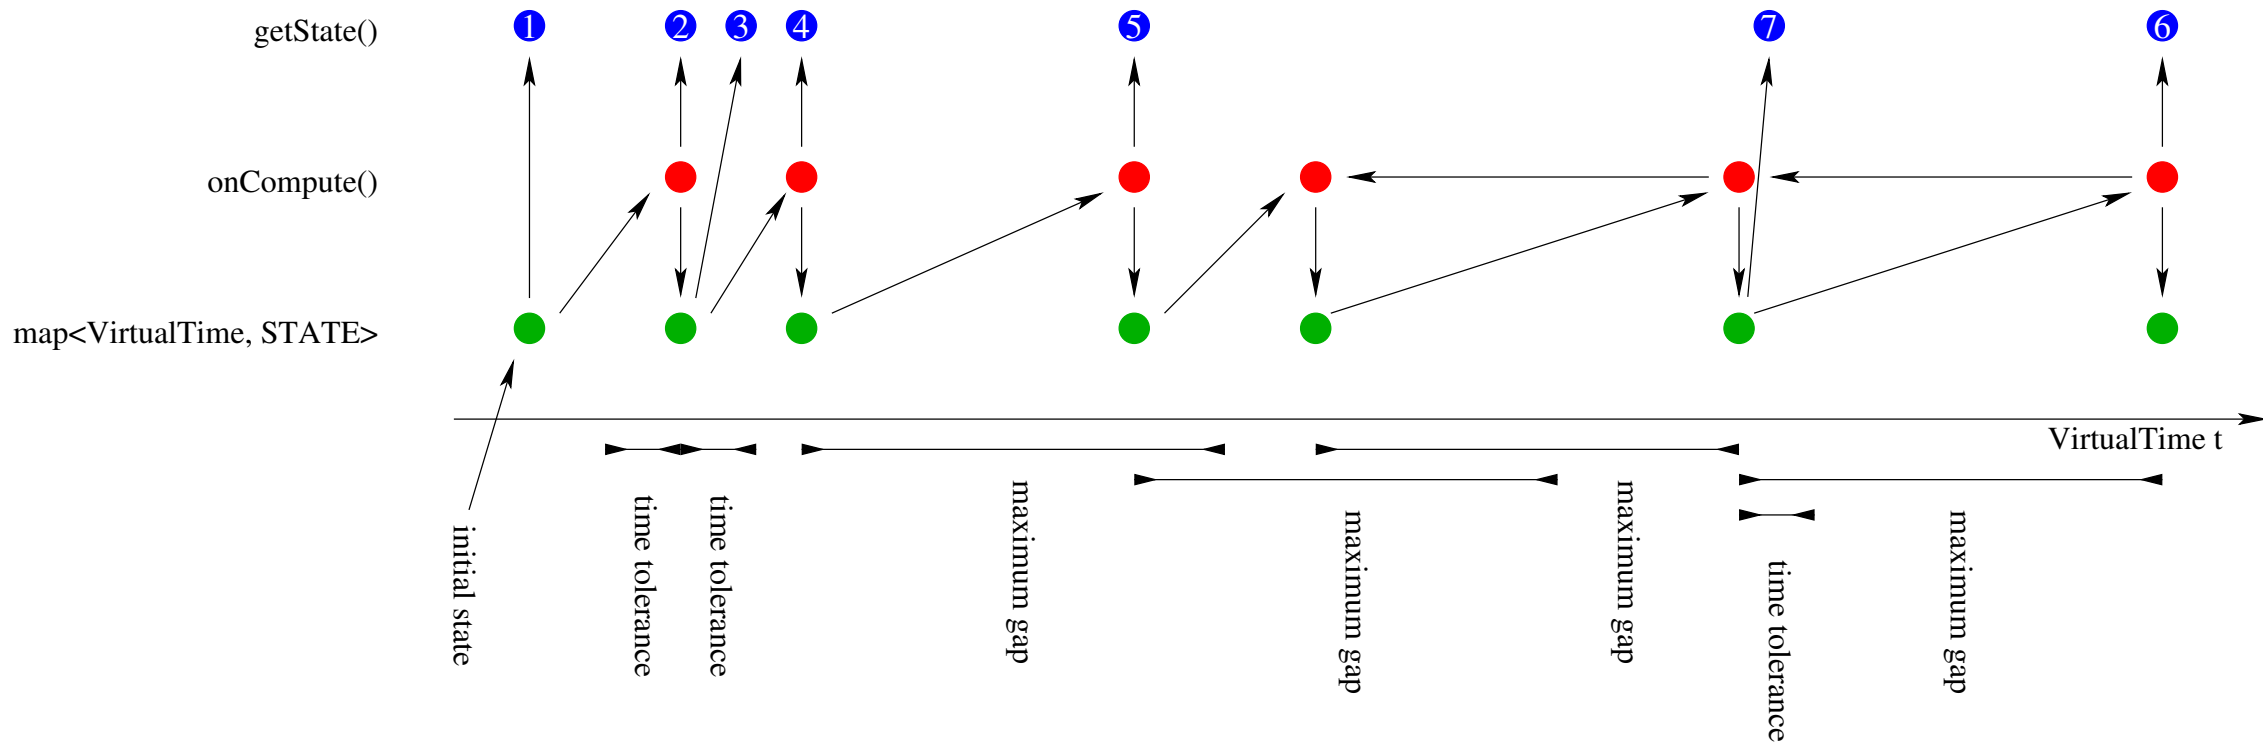 getState()
1
2
3
4
5
7
6
onCompute()
map<VirtualTime, STATE>
VirtualTime t
initial state
time tolerance
time tolerance
maximum gap
maximum gap
maximum gap
time tolerance
maximum gap